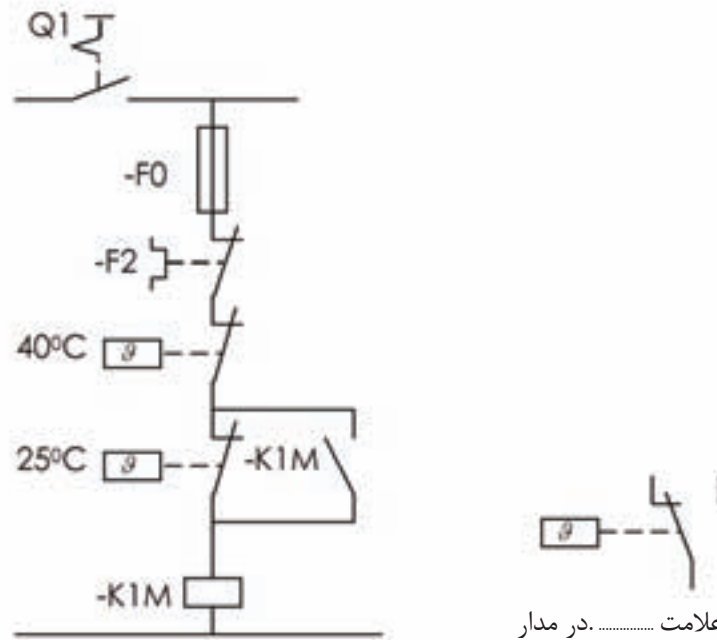 Q1
-F0
-F2
40°C ϑ
25°C ϑ
-K1M
-K1M
ϑ
علامت .............. .در مدار